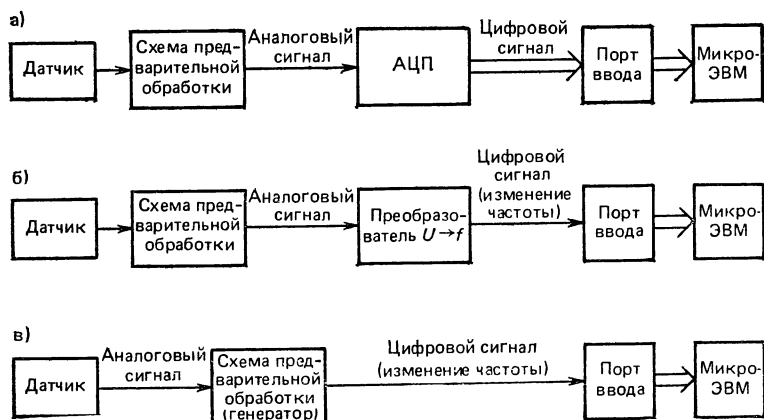 а)
Датчик
Схема пред-
варительной
обработки
Аналоговый
сигнал
АЦП
Цифровой
сигнал
Порт
ввода
Микро-
ЭВМ
б)
Датчик
Схема пред-
варительной
обработки
Аналоговый
сигнал
Преобразо-
ватель U→f
Цифровой
сигнал
(изменение
частоты)
Порт
ввода
Микро-
ЭВМ
в)
Датчик
Аналоговый
сигнал
Схема пред-
варительной
обработки
(генератор)
Цифровой сигнал
(изменение частоты)
Порт
ввода
Микро-
ЭВМ